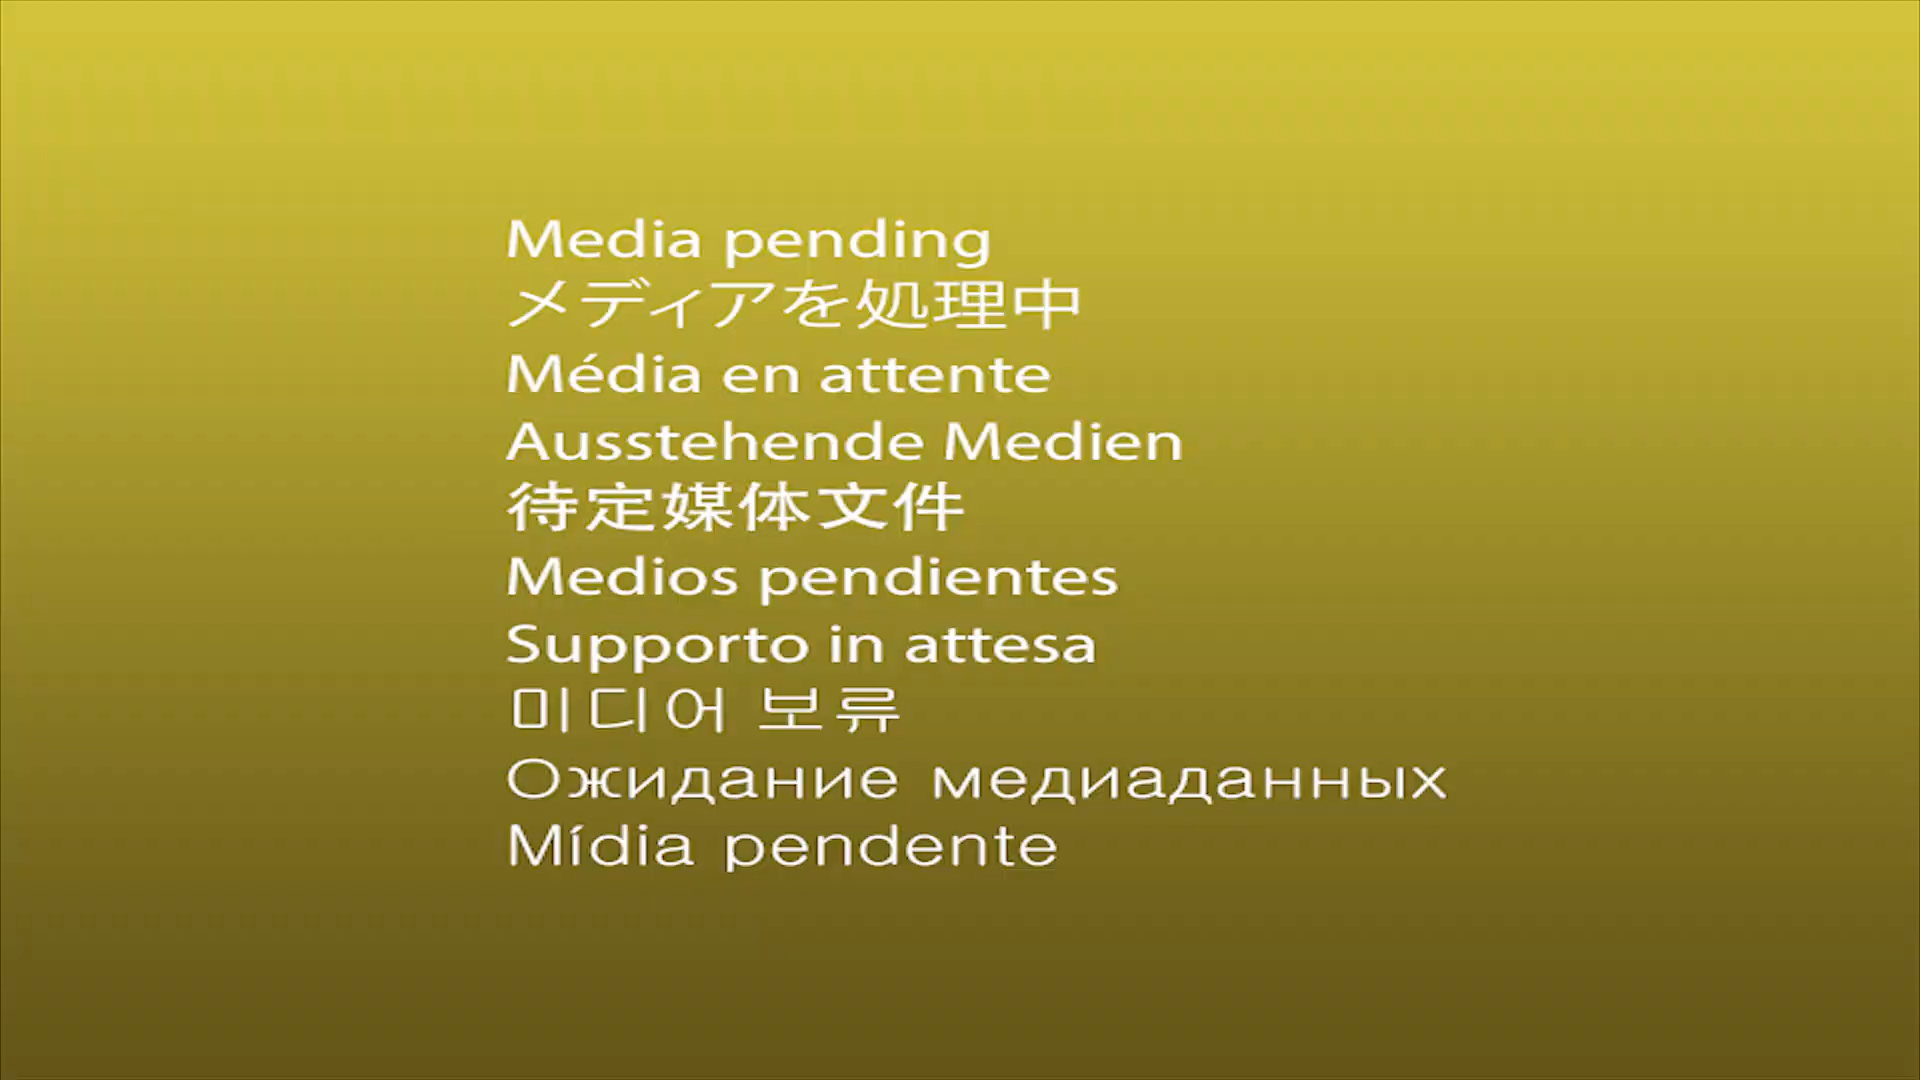 Media pending
メディアを処理中
Média en attente
Ausstehende Medien
待定媒体文件
Medios pendientes
Supporto in attesa
미디어 보류
Ожидание медиаданных
Mídia pendente